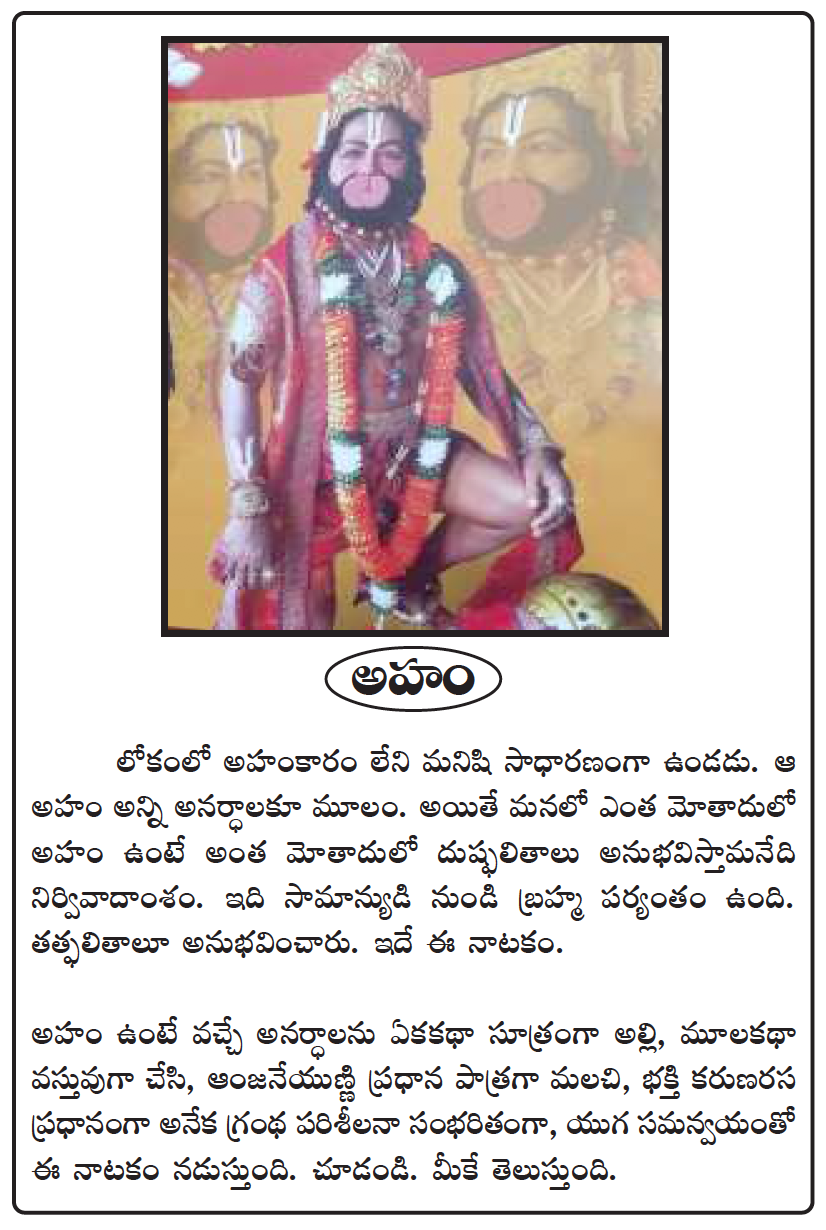 అహం
లోకంలో అహంకారం లేని మనిషి సాధారణంగా ఉండడు. ఆ
అహం అన్ని అనర్ధాలకూ మూలం. అయితే మనలో ఎంత మోతాదులో
అహం ఉంటే అంత మోతాదులో దుష్ఫలితాలు అనుభవిస్తామనేది
నిర్వివాదాంశం. ఇది సామాన్యుడి నుండి బ్రహ్మ పర్యంతం ఉంది.
తత్ఫలితాలూ అనుభవించారు. ఇదే ఈ నాటకం.
అహం ఉంటే వచ్చే అనర్ధాలను ఏకకథా సూత్రంగా అల్లి, మూలకథా
వస్తువుగా చేసి, ఆంజనేయుణ్ణి ప్రధాన పాత్రగా మలచి, భక్తి కరుణరస
ప్రధానంగా అనేక గ్రంథ పరిశీలనా సంభరితంగా, యుగ సమన్వయంతో
ఈ నాటకం నడుస్తుంది. చూడండి. మీకే తెలుస్తుంది.